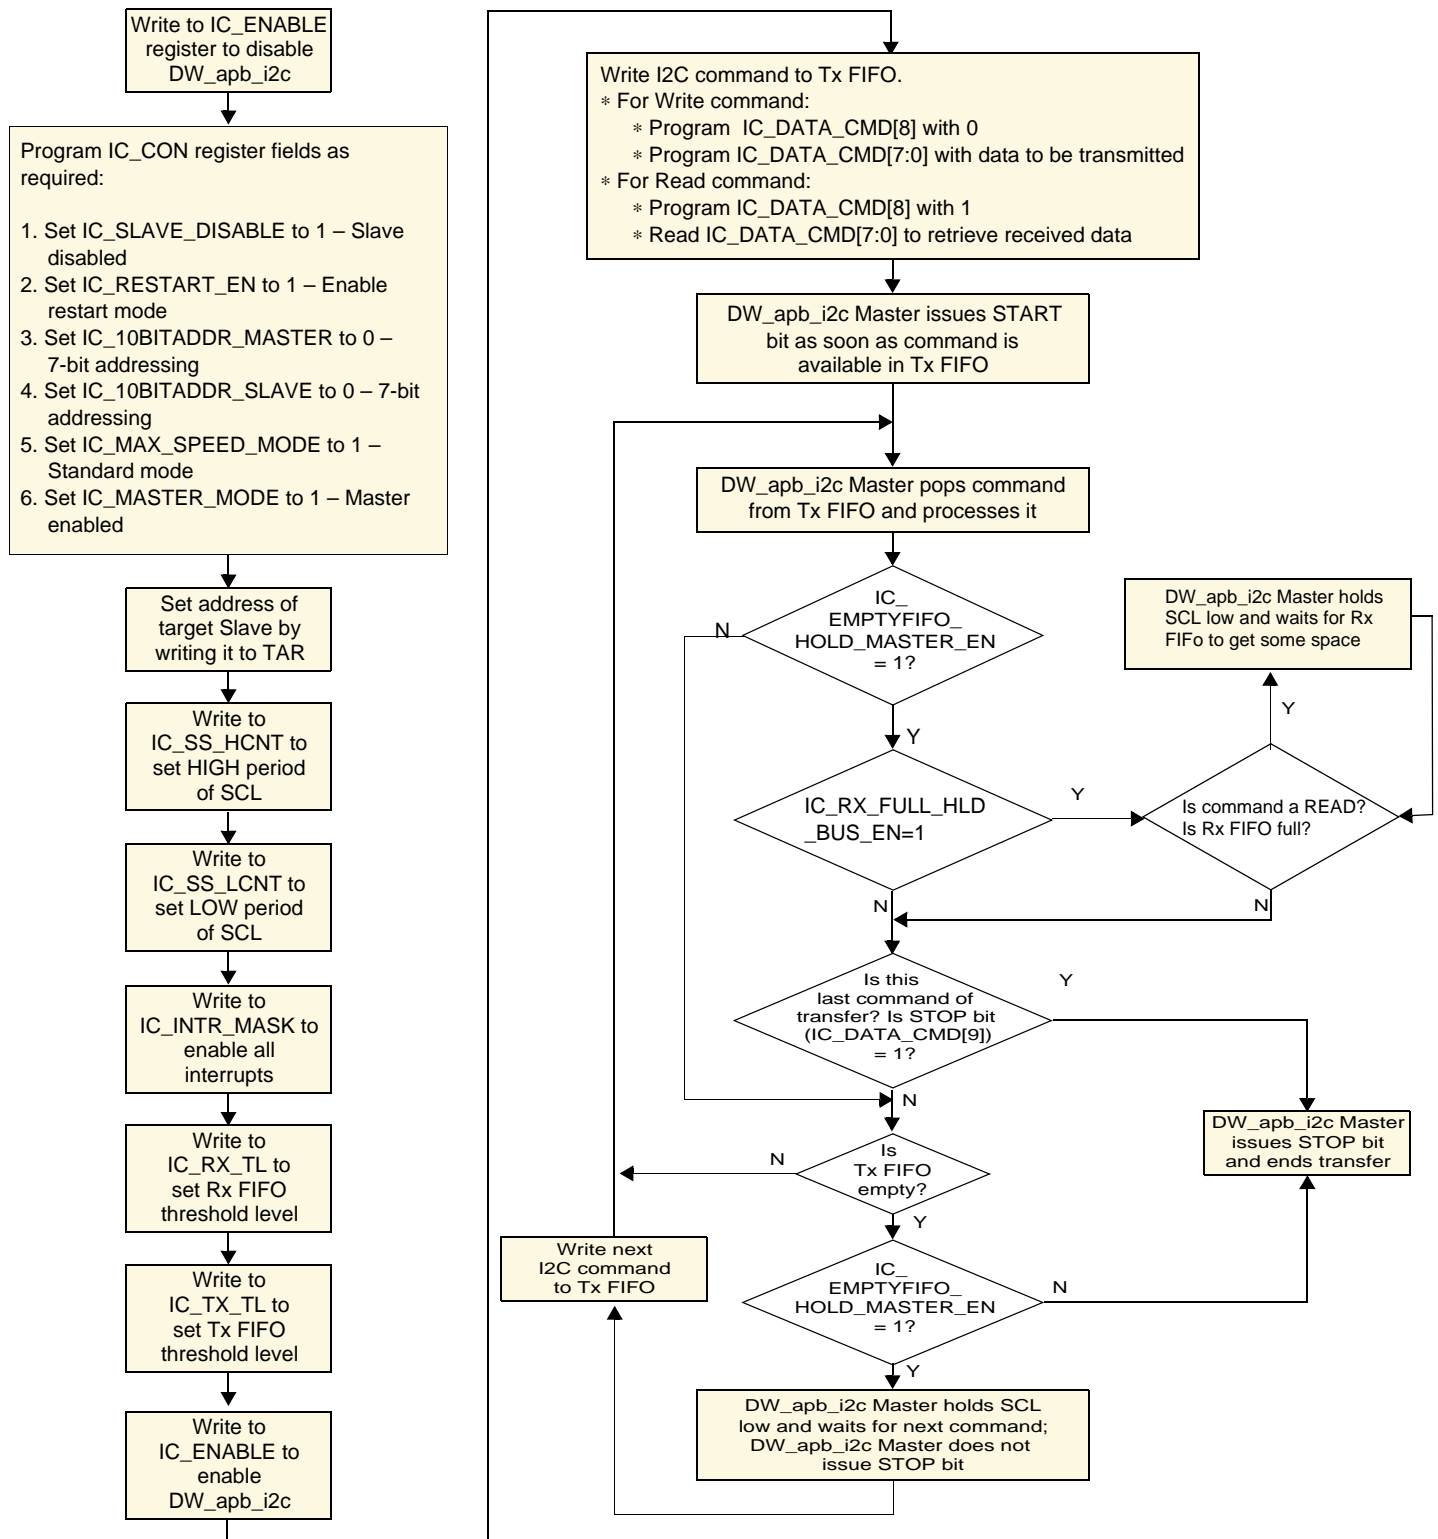 Write to IC_ENABLE
register to disable
DW_apb_i2c
Program IC_CON register fields as
required:
1. Set IC_SLAVE_DISABLE to 1 – Slave
disabled
2. Set IC_RESTART_EN to 1 – Enable
restart mode
3. Set IC_10BITADDR_MASTER to 0 –
7-bit addressing
4. Set IC_10BITADDR_SLAVE to 0 – 7-bit
addressing
5. Set IC_MAX_SPEED_MODE to 1 –
Standard mode
6. Set IC_MASTER_MODE to 1 – Master
enabled
Set address of
target Slave by
writing it to TAR
Write to
IC_SS_HCNT to
set HIGH period
of SCL
Write to
IC_SS_LCNT to
set LOW period
of SCL
Write to
IC_INTR_MASK to
enable all
interrupts
Write to
IC_RX_TL to
set Rx FIFO
threshold level
Write to
IC_TX_TL to
set Tx FIFO
threshold level
Write to
IC_ENABLE to
enable
DW_apb_i2c
Write I2C command to Tx FIFO.
* For Write command:
* Program IC_DATA_CMD[8] with 0
* Program IC_DATA_CMD[7:0] with data to be transmitted
* For Read command:
* Program IC_DATA_CMD[8] with 1
* Read IC_DATA_CMD[7:0] to retrieve received data
DW_apb_i2c Master issues START
bit as soon as command is
available in Tx FIFO
DW_apb_i2c Master pops command
from Tx FIFO and processes it
IC_
EMPTYFIFO_
HOLD_MASTER_EN
= 1?
N
Y
DW_apb_i2c Master holds
SCL low and waits for Rx
FIFo to get some space
Y
IC_RX_FULL_HLD
_BUS_EN=1
Y
Is command a READ?
Is Rx FIFO full?
N
N
Is this
last command of
transfer? Is STOP bit
(IC_DATA_CMD[9])
= 1?
Y
N
DW_apb_i2c Master
issues STOP bit
and ends transfer
Is
Tx FIFO
empty?
N
Y
Write next
I2C command
to Tx FIFO
IC_
EMPTYFIFO_
HOLD_MASTER_EN
= 1?
N
Y
DW_apb_i2c Master holds SCL
low and waits for next command;
DW_apb_i2c Master does not
issue STOP bit